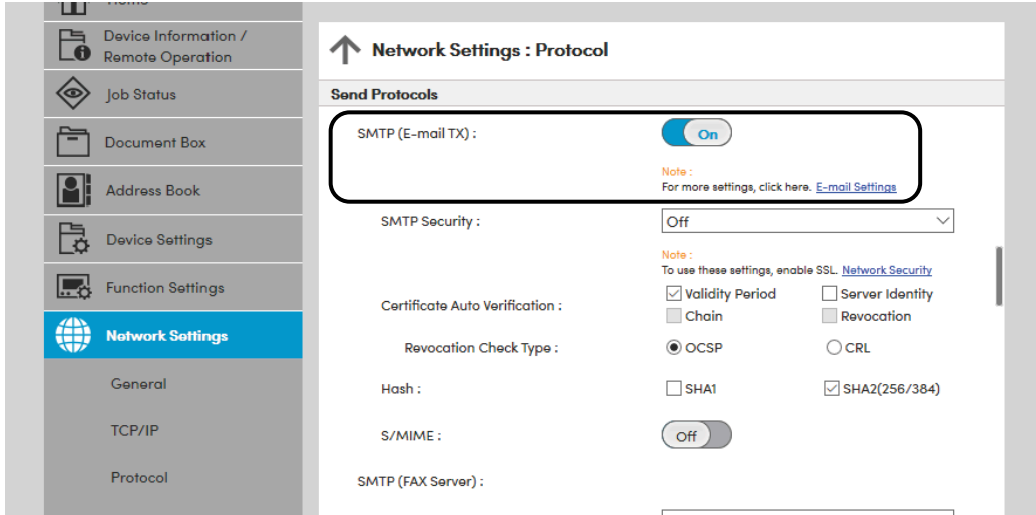 Home
Device Information /
Remote Operation
Job Status
Document Box
Address Book
Device Settings
Function Settings
Network Settings
General
TCP/IP
Protocol
Network Settings : Protocol
Send Protocols
SMTP (E-mail TX) : On
Note :
For more settings, click here. E-mail Settings
SMTP Security : Off
Note :
To use these settings, enable SSL. Network Security
Certificate Auto Verification : Validity Period Server Identity
Chain Revocation
Revocation Check Type : OCSP CRL
Hash : SHA1 SHA2(256/384)
S/MIME : Off
SMTP (FAX Server) :